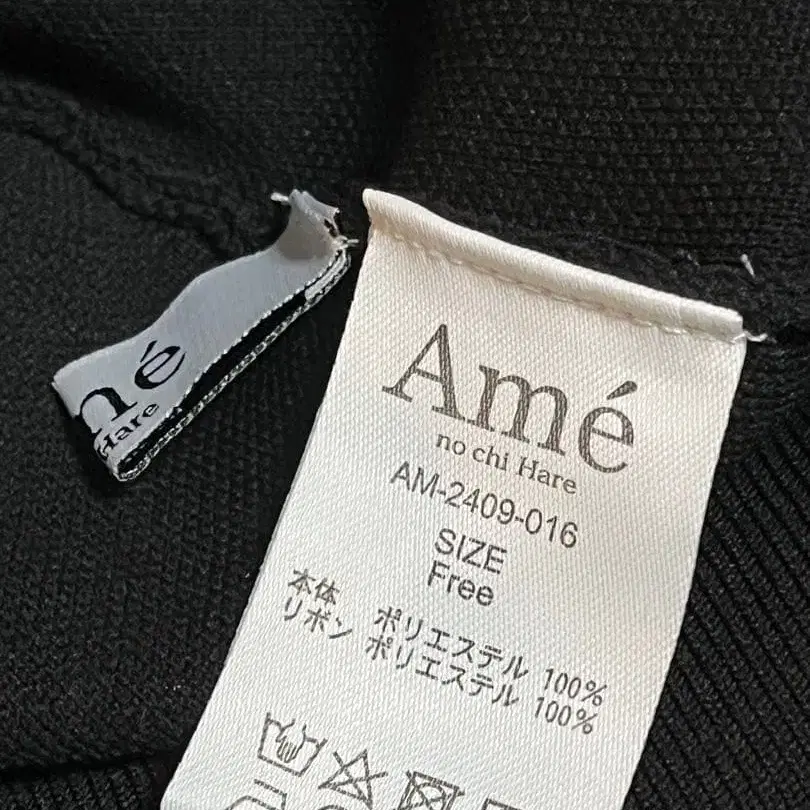 né
Hare
Amé
no chi Hare
AM-2409-016
SIZE
Free
本体 ポリエステル 100%
リボン ポリエステル 100%